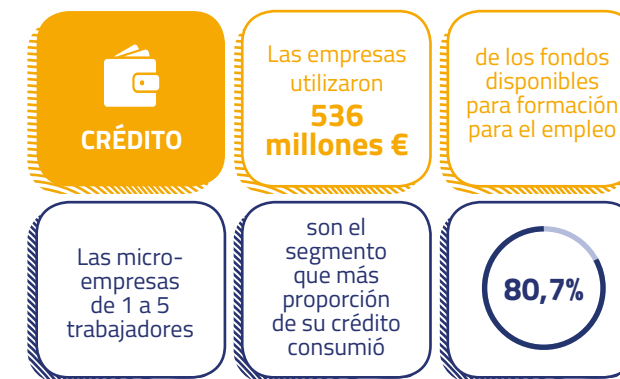 CRÉDITO
Las empresas
utilizaron
536
millones €
de los fondos
disponibles
para formación
para el empleo
Las micro-
empresas
de 1 a 5
trabajadores
son el
segmento
que más
proporción
de su crédito
consumió
80,7%